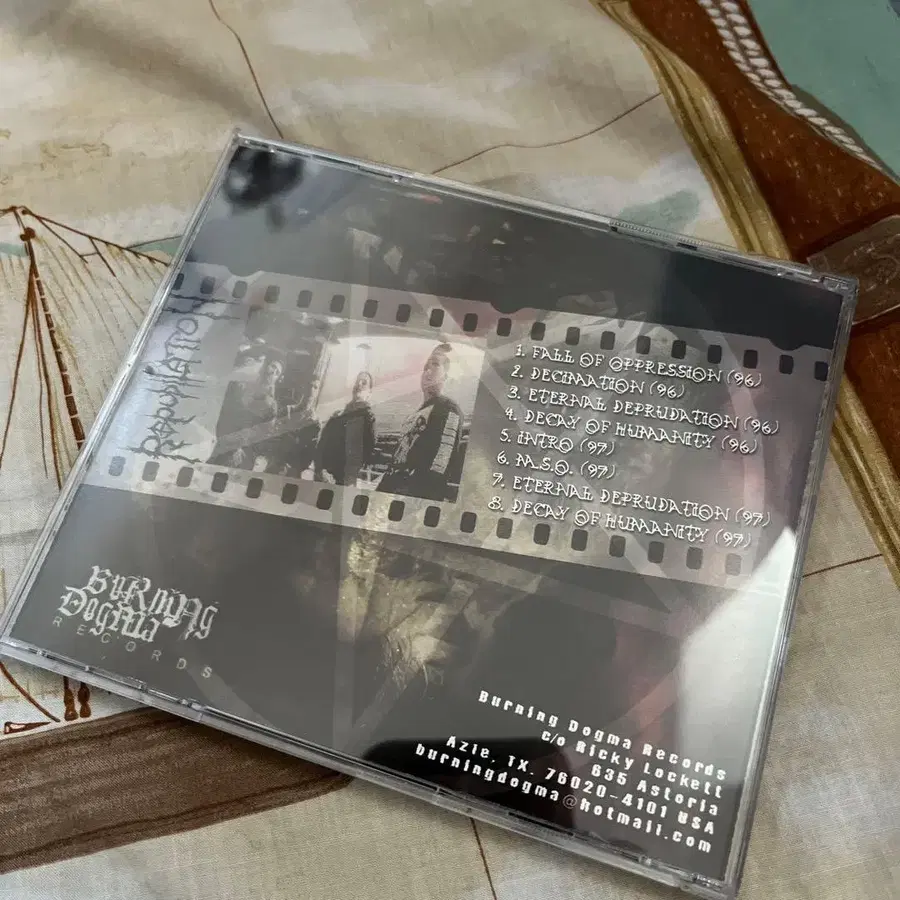 1. FALL OF OPPRESSION (96)
2. DECIMATION (96)
3. ETERNAL DEPRUDATION (96)
4. DECAY OF HUMANITY (96)
5. INTRO (97)
6. M.S.O. (97)
7. ETERNAL DEPRUDATION (97)
8. DECAY OF HUMANITY (97)
BuRNiNg
DogMa
RECORDS
Burning Dogma Records
c/o Ricky Lockett
635 Astoria
Azle, TX. 76020-4101 USA
burningdogma@hotmail.com